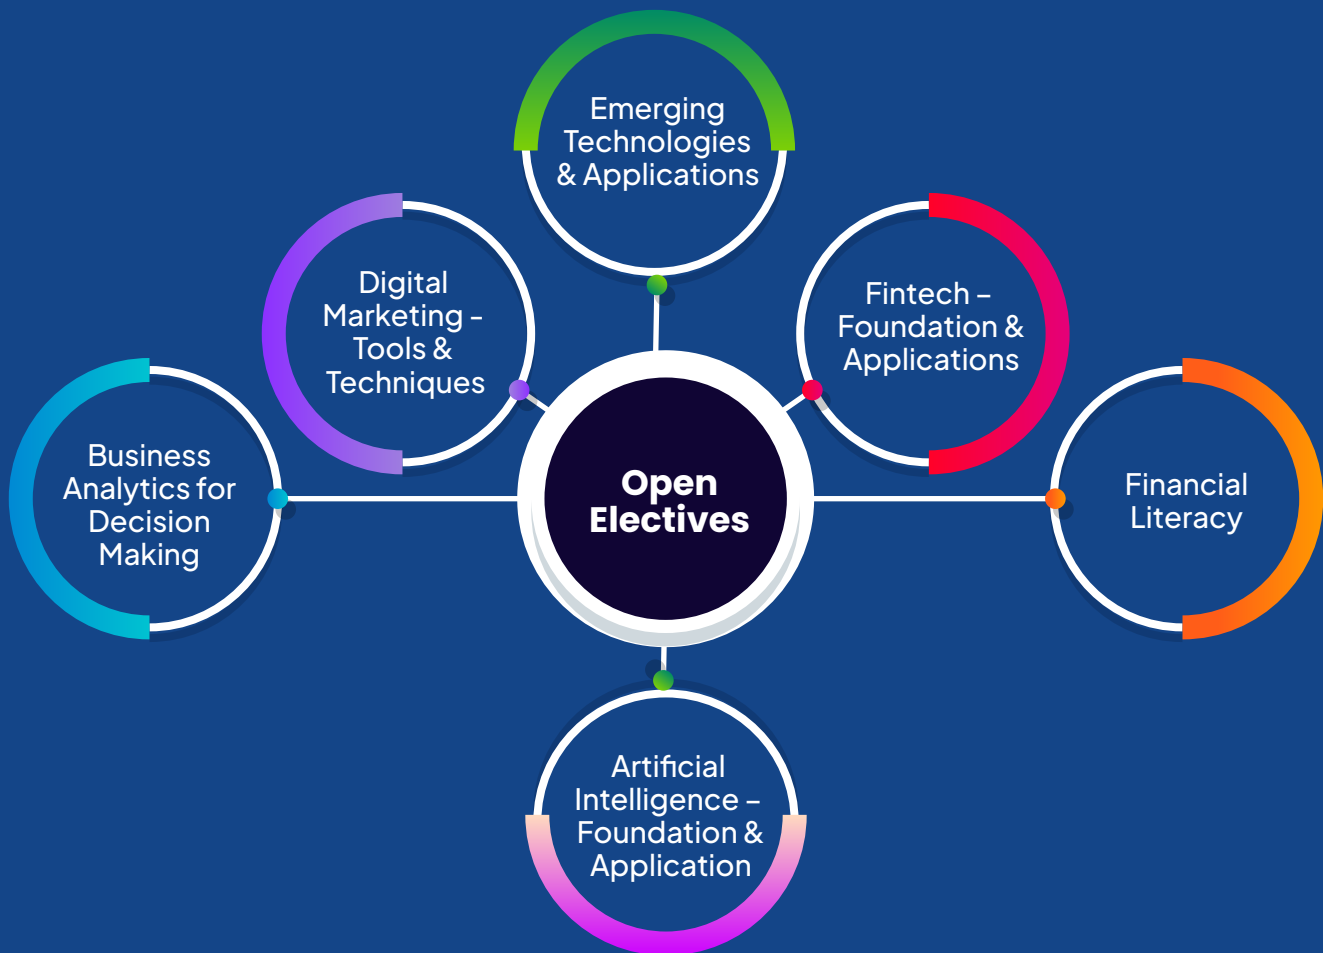 Emerging
Technologies
& Applications
Digital
Marketing –
Tools &
Techniques
Fintech –
Foundation &
Applications
Business
Analytics for
Decision
Making
Open
Electives
Financial
Literacy
Artificial
Intelligence –
Foundation &
Application